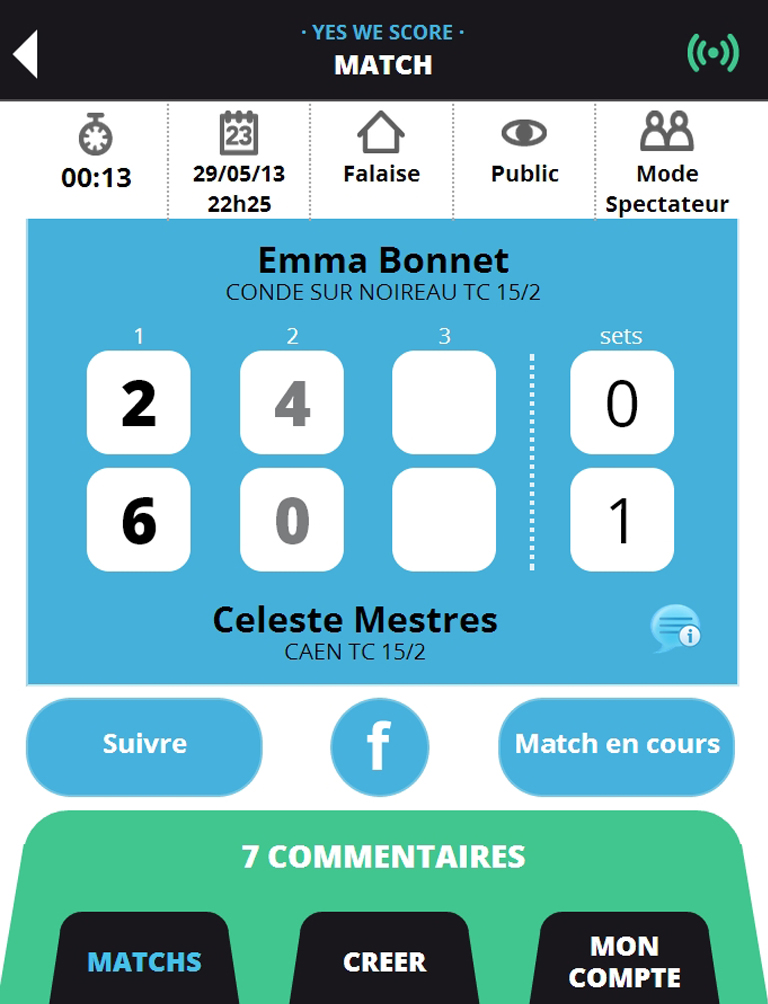 · YES WE SCORE ·
MATCH
23
00:13
29/05/13
22h25
Falaise
Public
Mode
Spectateur
Emma Bonnet
CONDE SUR NOIREAU TC 15/2
1 2 3 sets
2 4 0
6 0 1
Celeste Mestres
CAEN TC 15/2
i
Suivre
f
Match en cours
7 COMMENTAIRES
MATCHS
CREER
MON
COMPTE